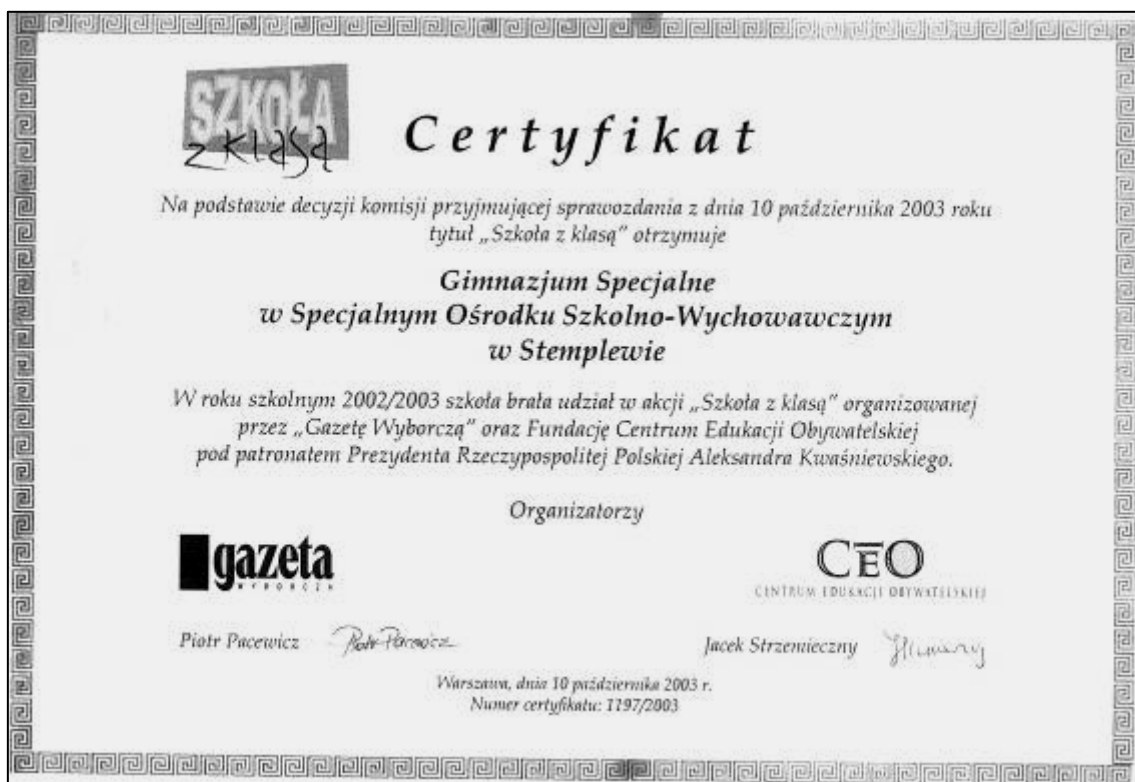 SZKOŁA
z klasą
Certyfikat
Na podstawie decyzji komisji przyjmującej sprawozdania z dnia 10 października 2003 roku
tytuł „Szkoła z klasą” otrzymuje
Gimnazjum Specjalne
w Specjalnym Ośrodku Szkolno-Wychowawczym
w Stemplewie
W roku szkolnym 2002/2003 szkoła brała udział w akcji „Szkoła z klasą” organizowanej
przez „Gazetę Wyborczą” oraz Fundację Centrum Edukacji Obywatelskiej
pod patronatem Prezydenta Rzeczypospolitej Polskiej Aleksandra Kwaśniewskiego.
Organizatorzy
gazeta
WYBORCZA
CEO
CENTRUM EDUKACJI OBYWATELSKIEJ
Piotr Pacewicz Piotr Pacewicz
Jacek Strzemieczny
Warszawa, dnia 10 października 2003 r.
Numer certyfikatu: 1197/2003